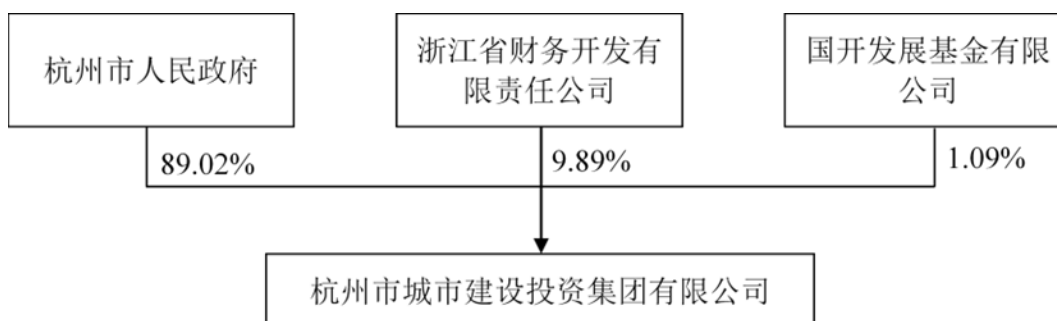 杭州市人民政府
浙江省财务开发有
限责任公司
国开发展基金有限
公司
89.02%
9.89%
1.09%
杭州市城市建设投资集团有限公司